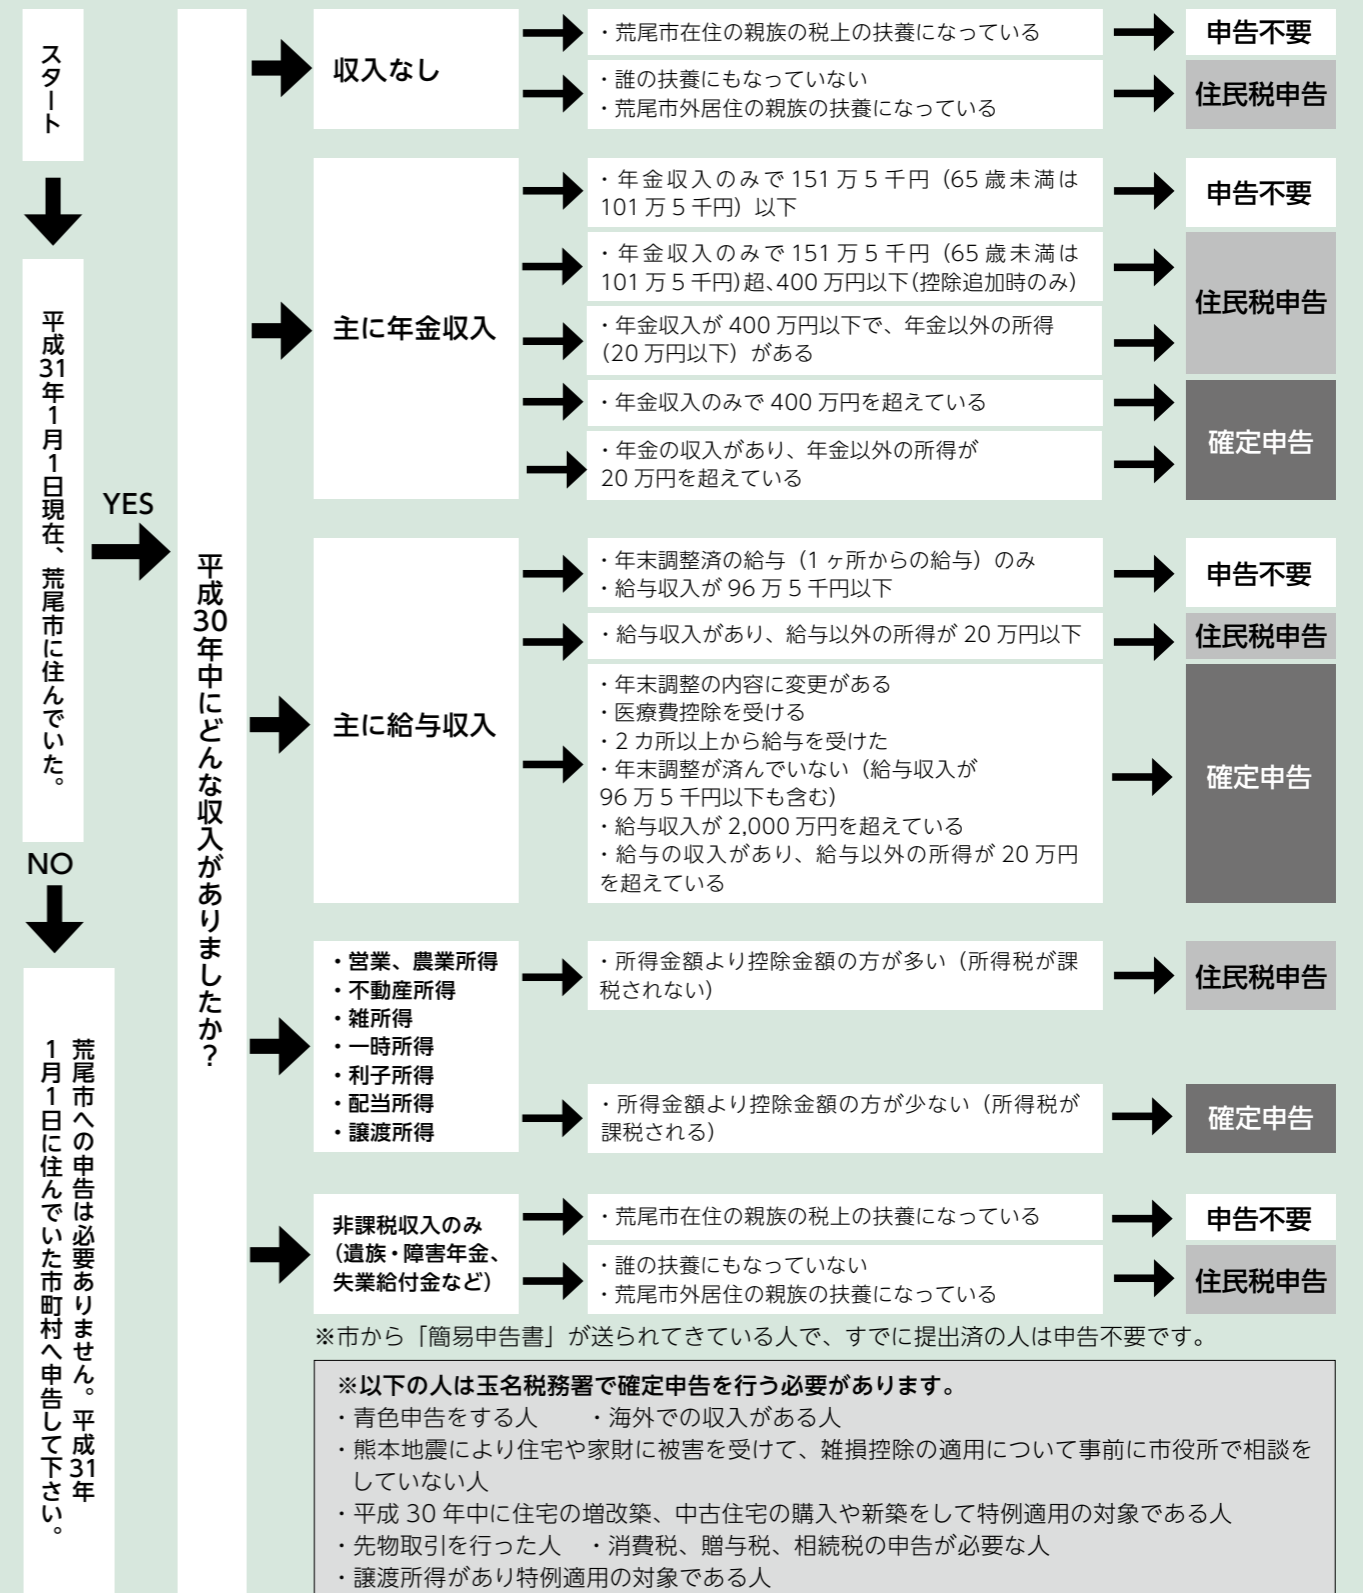 スタート
平成31年1月1日現在、荒尾市に住んでいた。
YES
NO
荒尾市への申告は必要ありません。平成31年
1月1日に住んでいた市町村へ申告して下さい。
平成30年中にどんな収入がありましたか？
収入なし
・荒尾市在住の親族の税上の扶養になっている
申告不要
・誰の扶養にもなっていない
・荒尾市外居住の親族の扶養になっている
住民税申告
主に年金収入
・年金収入のみで 151 万 5 千円（65 歳未満は
101 万 5 千円）以下
申告不要
・年金収入のみで 151 万 5 千円（65 歳未満は
101 万 5 千円）超、400 万円以下（控除追加時のみ）
・年金収入が 400 万円以下で、年金以外の所得
（20 万円以下）がある
住民税申告
・年金収入のみで 400 万円を超えている
・年金の収入があり、年金以外の所得が
20 万円を超えている
確定申告
主に給与収入
・年末調整済の給与（1 ヶ所からの給与）のみ
・給与収入が 96 万 5 千円以下
申告不要
・給与収入があり、給与以外の所得が 20 万円以下
住民税申告
・年末調整の内容に変更がある
・医療費控除を受ける
・2 カ所以上から給与を受けた
・年末調整が済んでいない（給与収入が
96 万 5 千円以下も含む）
・給与収入が 2,000 万円を超えている
・給与の収入があり、給与以外の所得が 20 万円
を超えている
確定申告
・営業、農業所得
・不動産所得
・雑所得
・一時所得
・利子所得
・配当所得
・譲渡所得
・所得金額より控除金額の方が多い（所得税が課
税されない）
住民税申告
・所得金額より控除金額の方が少ない（所得税が
課税される）
確定申告
非課税収入のみ
（遺族・障害年金、
失業給付金など）
・荒尾市在住の親族の税上の扶養になっている
申告不要
・誰の扶養にもなっていない
・荒尾市外居住の親族の扶養になっている
住民税申告
※市から「簡易申告書」が送られてきている人で、すでに提出済の人は申告不要です。
※以下の人は玉名税務署で確定申告を行う必要があります。
・青色申告をする人　・海外での収入がある人
・熊本地震により住宅や家財に被害を受けて、雑損控除の適用について事前に市役所で相談を
していない人
・平成 30 年中に住宅の増改築、中古住宅の購入や新築をして特例適用の対象である人
・先物取引を行った人　・消費税、贈与税、相続税の申告が必要な人
・譲渡所得があり特例適用の対象である人